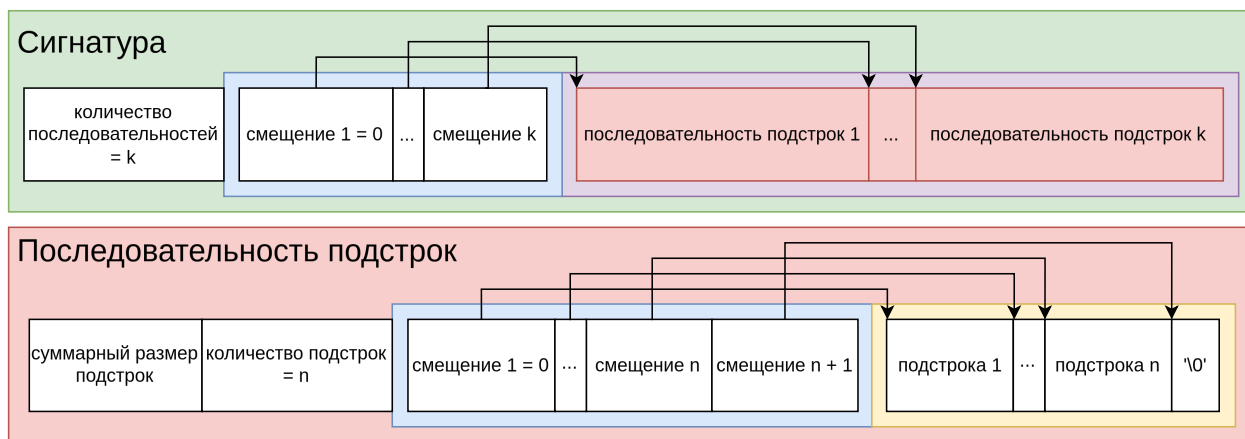 Сигнатура
количество
последовательностей
= k
смещение 1 = 0
...
смещение k
последовательность подстрок 1
...
последовательность подстрок k
Последовательность подстрок
суммарный размер
подстрок
количество подстрок
= n
смещение 1 = 0
...
смещение n
смещение n + 1
подстрока 1
...
подстрока n
'\0'